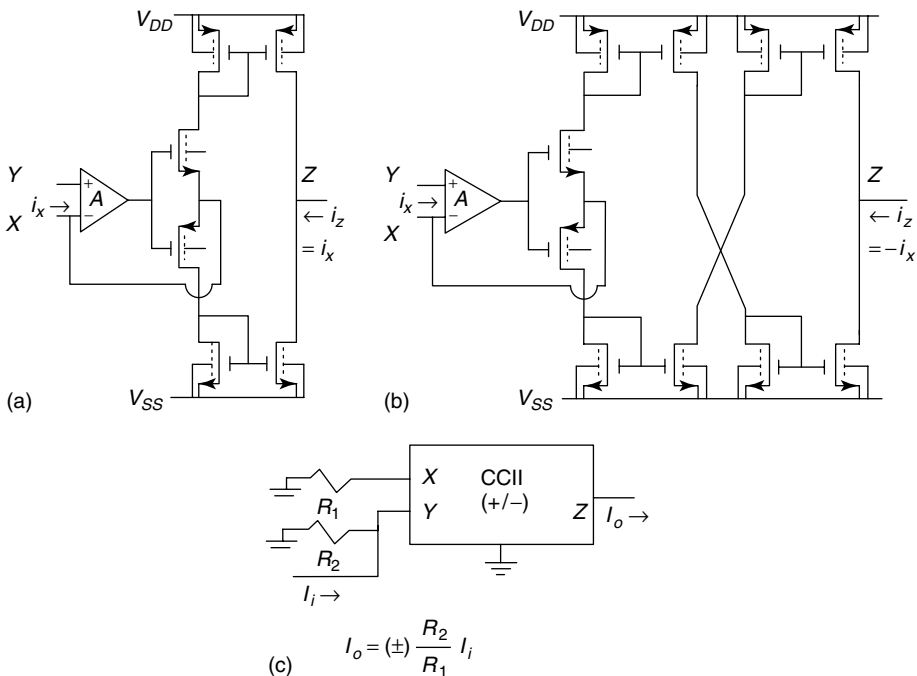 V_DD
Y
i_x →
X
+
−
A
Z
← i_z
= i_x
V_SS
(a)
V_DD
Y
i_x →
X
+
−
A
Z
← i_z
= −i_x
V_SS
(b)
X
CCII
(+/−)
Y
Z
R_1
R_2
I_o →
I_i →
I_o = (±) R_2/R_1 I_i
(c)